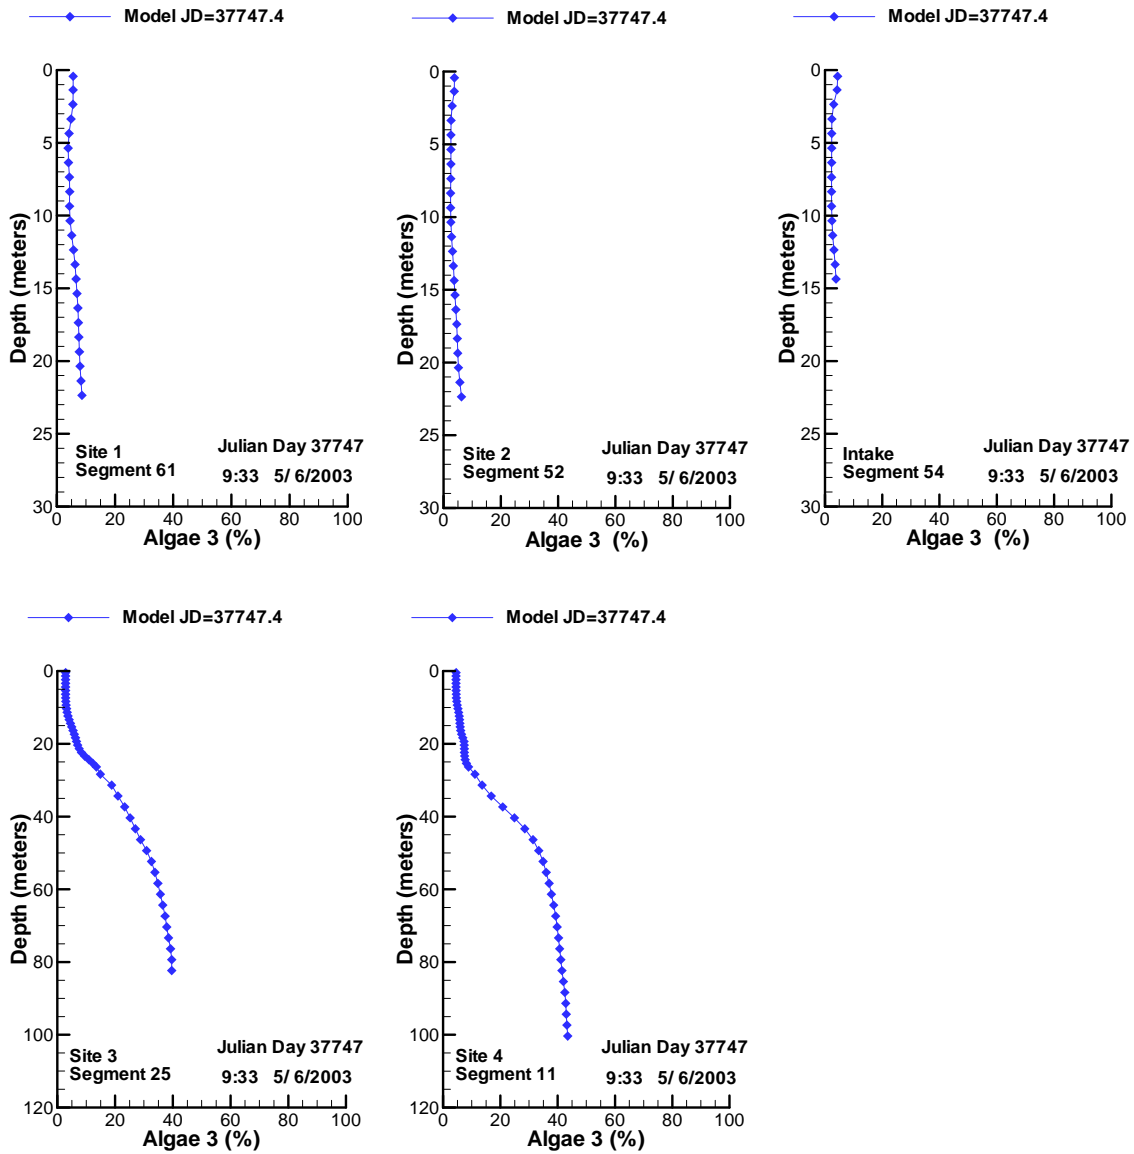 Model JD=37747.4
0
5
10
15
20
25
30
Depth (meters)
Site 1
Segment 61
Julian Day 37747
9:33 5/ 6/2003
0 20 40 60 80 100
Algae 3 (%)
Model JD=37747.4
0
5
10
15
20
25
30
Depth (meters)
Site 2
Segment 52
Julian Day 37747
9:33 5/ 6/2003
0 20 40 60 80 100
Algae 3 (%)
Model JD=37747.4
0
5
10
15
20
25
30
Depth (meters)
Intake
Segment 54
Julian Day 37747
9:33 5/ 6/2003
0 20 40 60 80 100
Algae 3 (%)
Model JD=37747.4
0
20
40
60
80
100
120
Depth (meters)
Site 3
Segment 25
Julian Day 37747
9:33 5/ 6/2003
0 20 40 60 80 100
Algae 3 (%)
Model JD=37747.4
0
20
40
60
80
100
120
Depth (meters)
Site 4
Segment 11
Julian Day 37747
9:33 5/ 6/2003
0 20 40 60 80 100
Algae 3 (%)